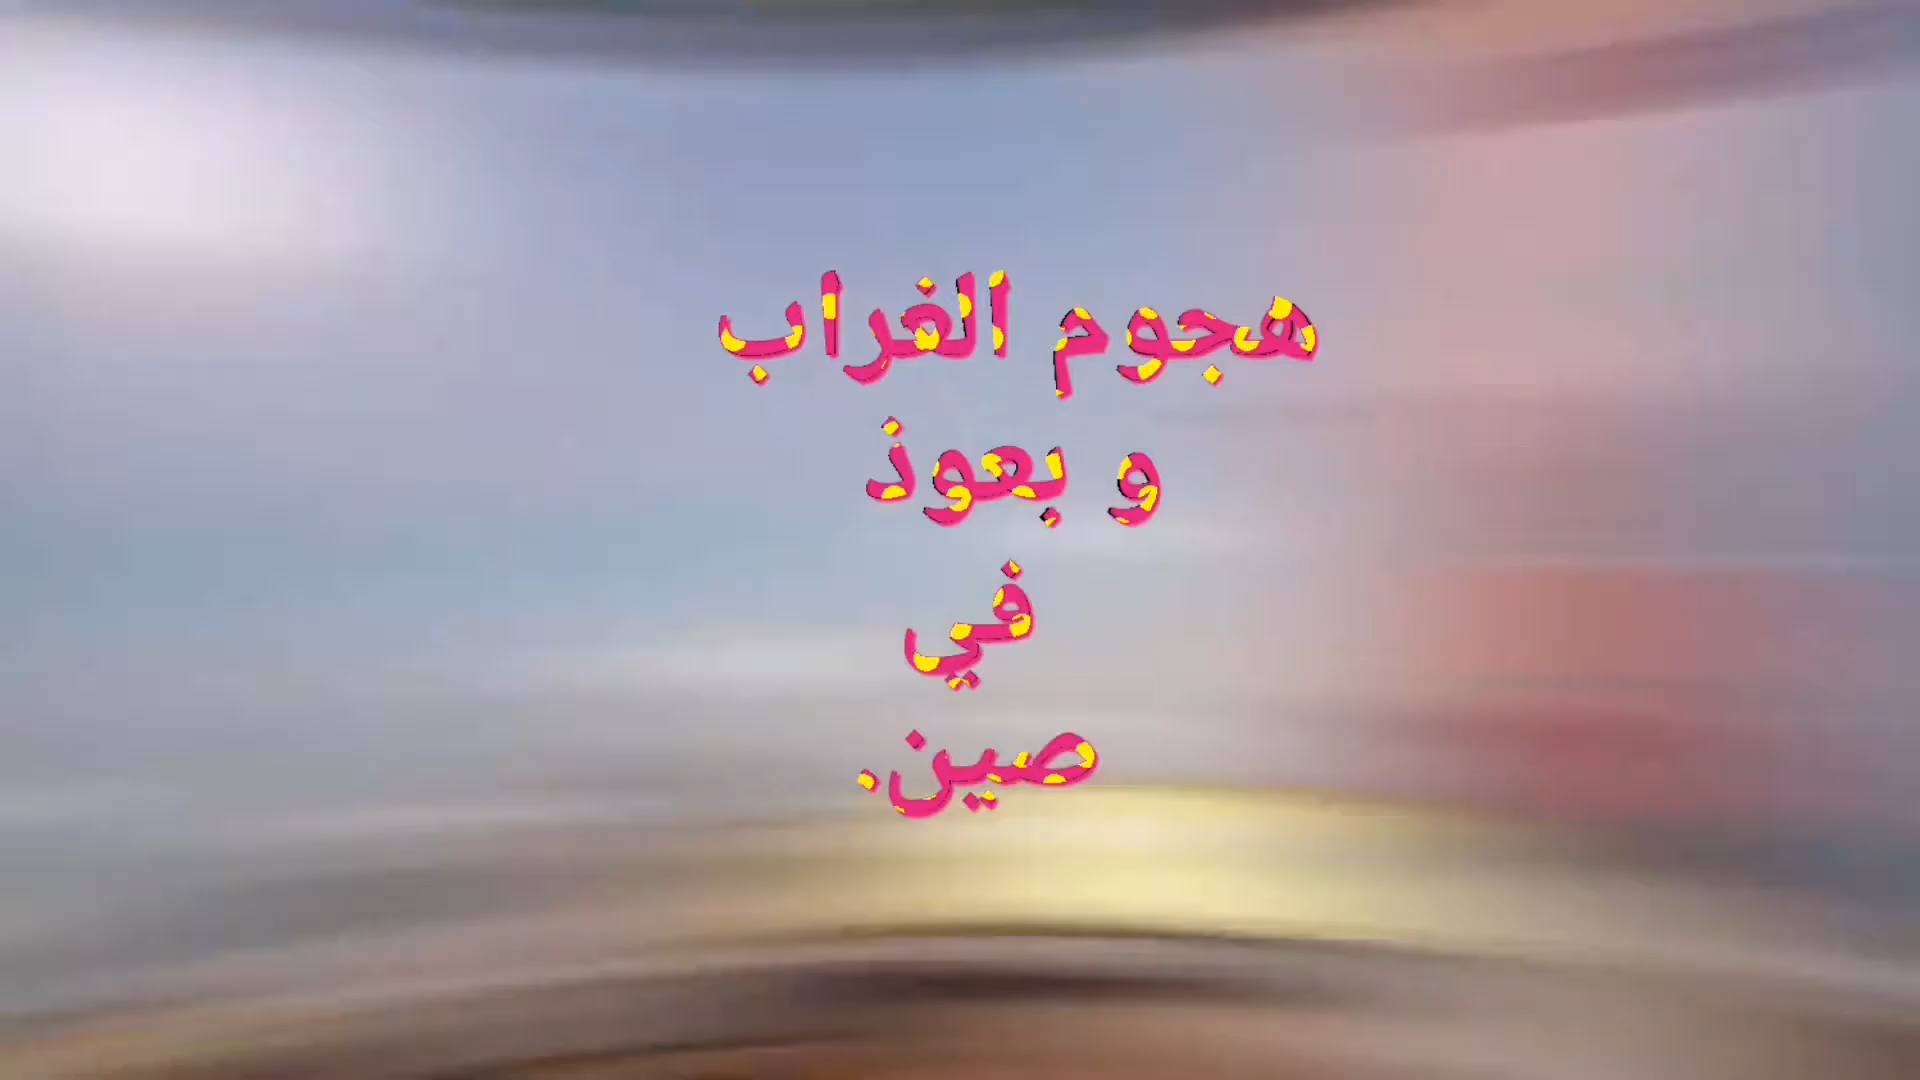 هجوم الغراب
و بعوذ
في
صين.